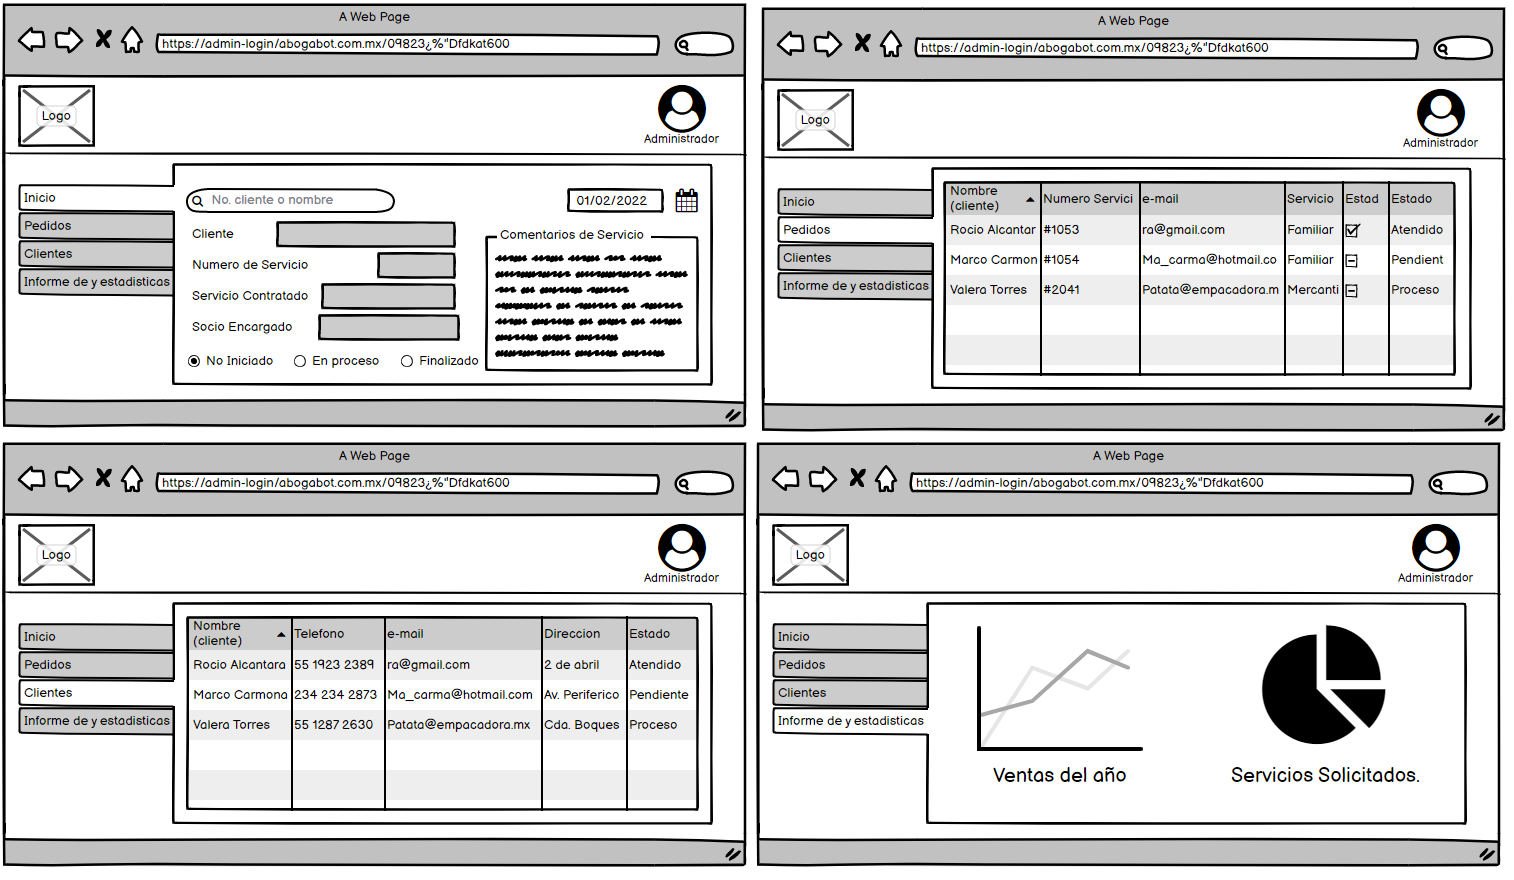 A Web Page
https://admin-login/abogabot.com.mx/09823¿%"Dfdkat600
Logo
Administrador
Inicio
Pedidos
Clientes
Informe de y estadisticas
No. cliente o nombre
01/02/2022
Cliente
Numero de Servicio
Servicio Contratado
Socio Encargado
No Iniciado En proceso Finalizado
Comentarios de Servicio
A Web Page
https://admin-login/abogabot.com.mx/09823¿%"Dfdkat600
Logo
Administrador
Inicio
Pedidos
Clientes
Informe de y estadisticas
Nombre
(cliente) Numero Servici e-mail Servicio Estad Estado
Rocio Alcantar #1053 ra@gmail.com Familiar Atendido
Marco Carmon #1054 Ma_carma@hotmail.co Familiar Pendient
Valera Torres #2041 Patata@empacadora.m Mercanti Proceso
A Web Page
https://admin-login/abogabot.com.mx/09823¿%"Dfdkat600
Logo
Administrador
Inicio
Pedidos
Clientes
Informe de y estadisticas
Nombre
(cliente) Telefono e-mail Direccion Estado
Rocio Alcantara 55 1923 2389 ra@gmail.com 2 de abril Atendido
Marco Carmona 234 234 2873 Ma_carma@hotmail.com Av. Periferico Pendiente
Valera Torres 55 1287 2630 Patata@empacadora.mx Cda. Boques Proceso
A Web Page
https://admin-login/abogabot.com.mx/09823¿%"Dfdkat600
Logo
Administrador
Inicio
Pedidos
Clientes
Informe de y estadisticas
Ventas del año
Servicios Solicitados.